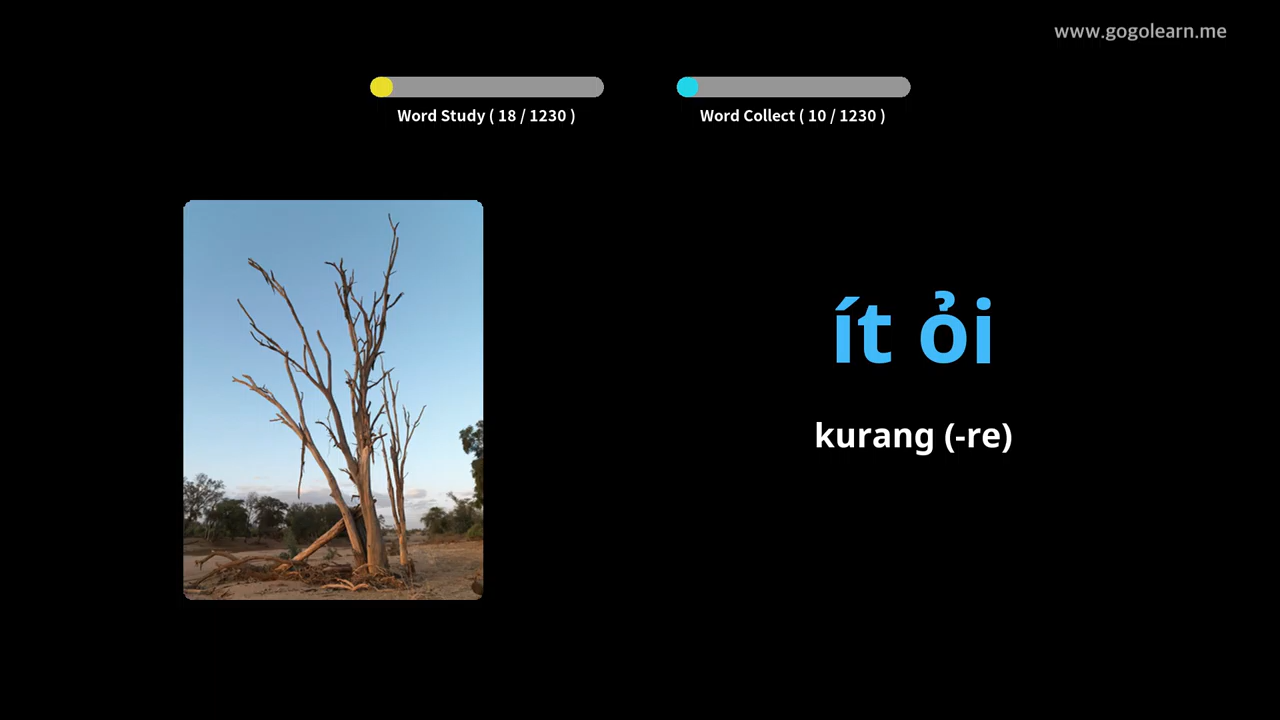 www.gogolearn.me
Word Study ( 18 / 1230 )
Word Collect ( 10 / 1230 )
ít ỏi
kurang (-re)